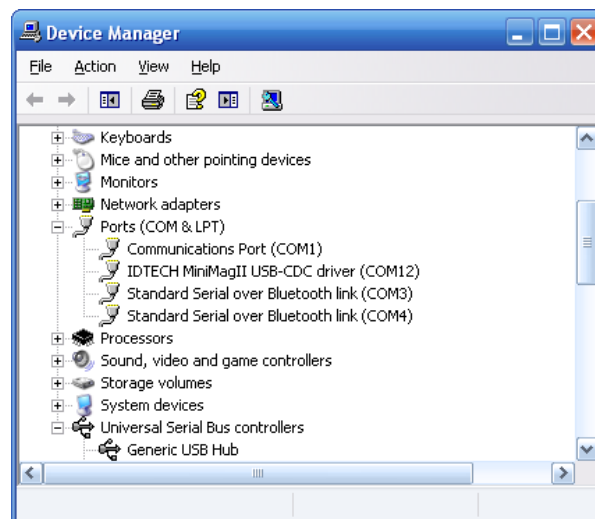 Device Manager
File Action View Help
Keyboards
Mice and other pointing devices
Monitors
Network adapters
Ports (COM & LPT)
Communications Port (COM1)
IDTECH MiniMagII USB-CDC driver (COM12)
Standard Serial over Bluetooth link (COM3)
Standard Serial over Bluetooth link (COM4)
Processors
Sound, video and game controllers
Storage volumes
System devices
Universal Serial Bus controllers
Generic USB Hub